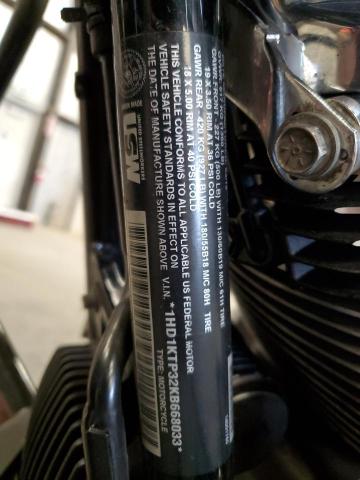 GAWR FRONT: 227 KG (500 LB) WITH 130/60B19 M/C 61H TIRE
19 X 3.50 RIM AT 36 PSI COLD
GAWR REAR: 420 KG (927 LB) WITH 180/55B18 M/C 80H TIRE
18 X 5.00 RIM AT 40 PSI COLD
THIS VEHICLE CONFORMS TO ALL APPLICABLE US FEDERAL MOTOR
VEHICLE SAFETY STANDARDS IN EFFECT ON
THE DATE OF MANUFACTURE SHOWN ABOVE V.I.N.
*1HD1KTP32KB668033*
TYPE: MOTORCYCLE
MADE
USW